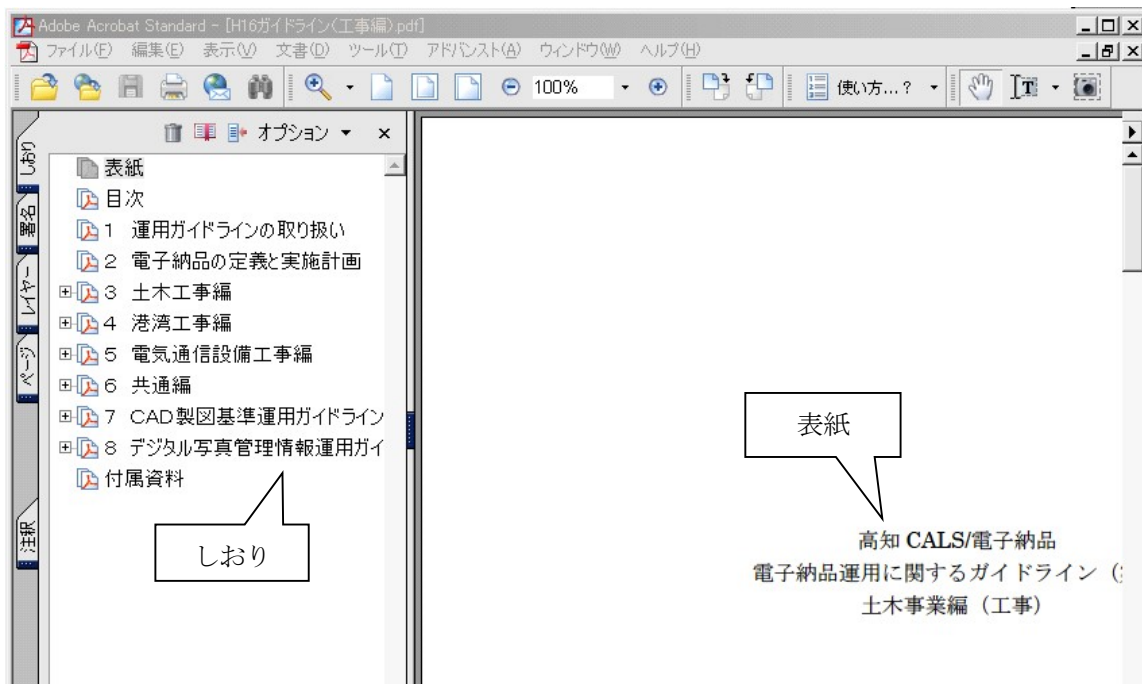 Adobe Acrobat Standard - [H16ガイドライン(工事編).pdf]
ファイル(F) 編集(E) 表示(V) 文書(D) ツール(T) アドバンスト(A) ウィンドウ(W) ヘルプ(H)
100% 使い方...?
オプション
しおり
署名
レイヤー
ページ
注釈
表紙
目次
1 運用ガイドラインの取り扱い
2 電子納品の定義と実施計画
3 土木工事編
4 港湾工事編
5 電気通信設備工事編
6 共通編
7 CAD製図基準運用ガイドライン
8 デジタル写真管理情報運用ガイ
付属資料
しおり
表紙
高知 CALS/電子納品
電子納品運用に関するガイドライン（
土木事業編（工事）